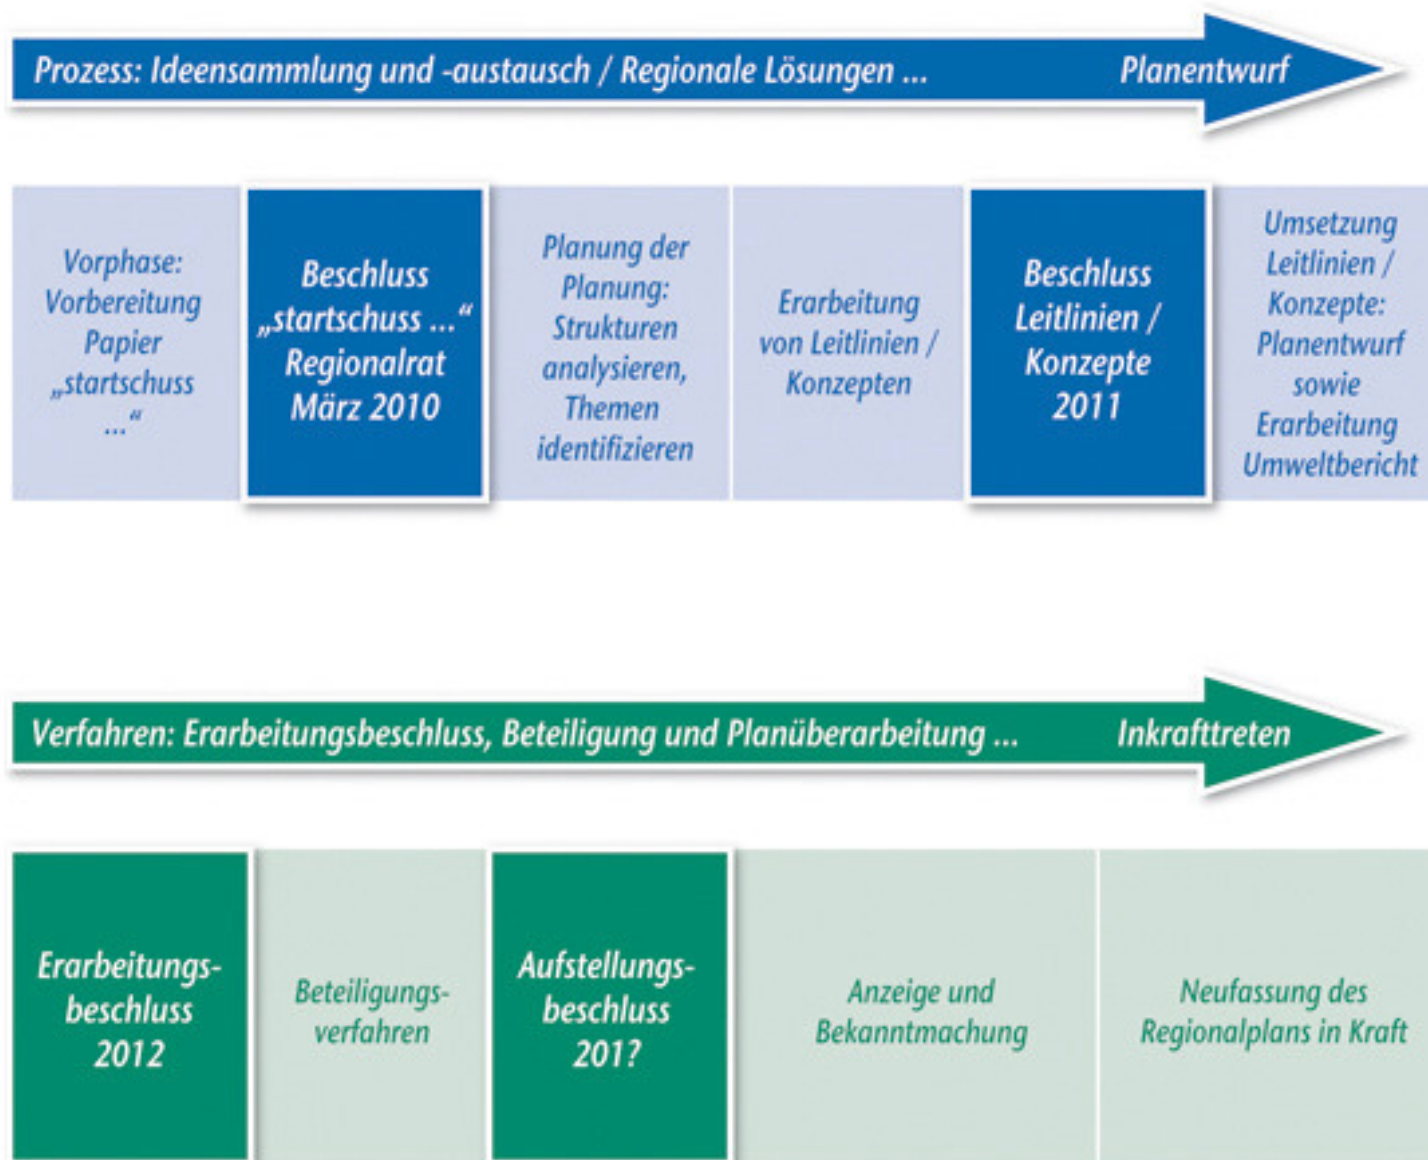 Prozess: Ideensammlung und -austausch / Regionale Lösungen ... Planentwurf
Vorphase:
Vorbereitung
Papier
„startschuss
...“
Beschluss
„startschuss ...“
Regionalrat
März 2010
Planung der
Planung:
Strukturen
analysieren,
Themen
identifizieren
Erarbeitung
von Leitlinien /
Konzepten
Beschluss
Leitlinien /
Konzepte
2011
Umsetzung
Leitlinien /
Konzepte:
Planentwurf
sowie
Erarbeitung
Umweltbericht
Verfahren: Erarbeitungsbeschluss, Beteiligung und Planüberarbeitung ... Inkrafttreten
Erarbeitungs-
beschluss
2012
Beteiligungs-
verfahren
Aufstellungs-
beschluss
201?
Anzeige und
Bekanntmachung
Neufassung des
Regionalplans in Kraft